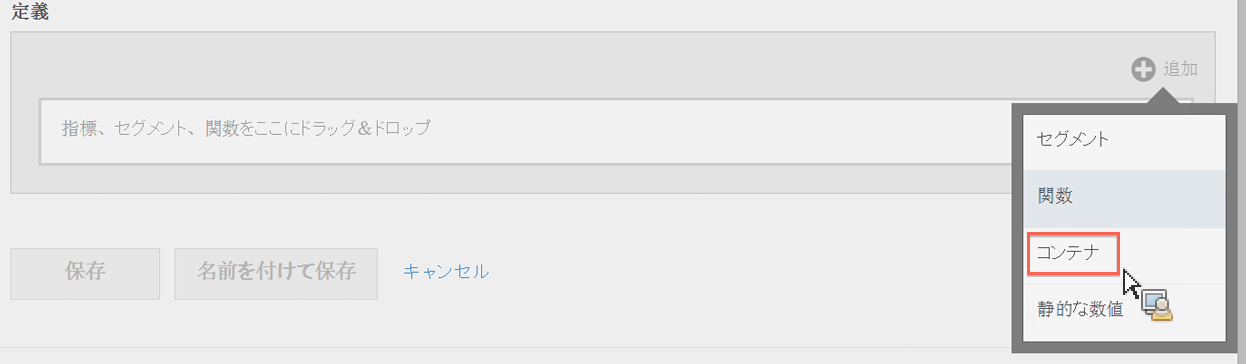 定義
追加
指標、セグメント、関数をここにドラッグ＆ドロップ
セグメント
関数
コンテナ
静的な数値
保存
名前を付けて保存
キャンセル